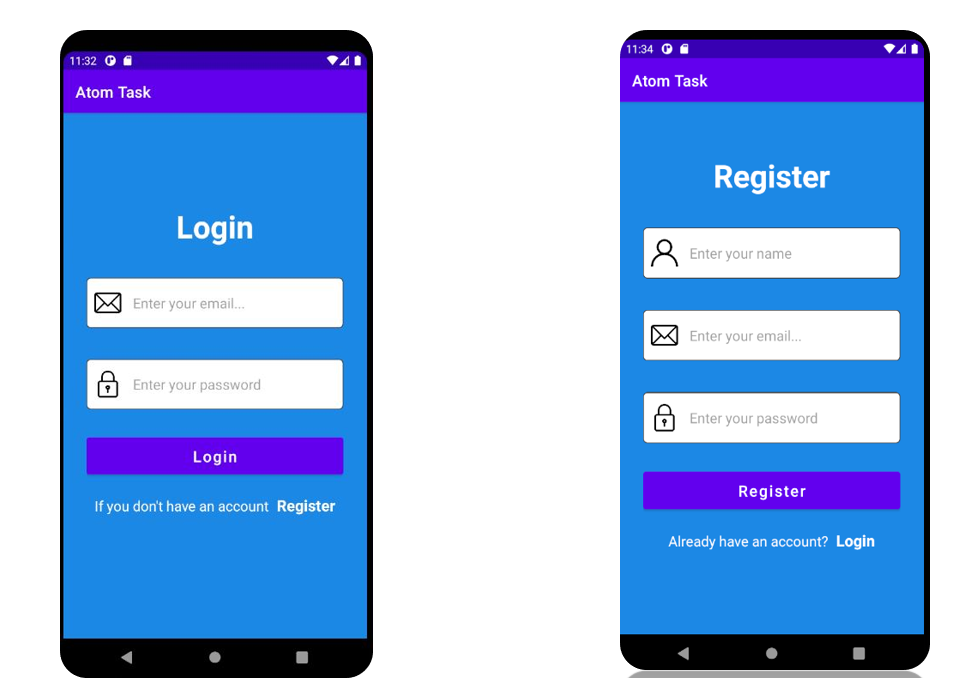 11:32
Atom Task
Login
Enter your email...
Enter your password
Login
If you don't have an account Register
11:34
Atom Task
Register
Enter your name
Enter your email...
Enter your password
Register
Already have an account? Login